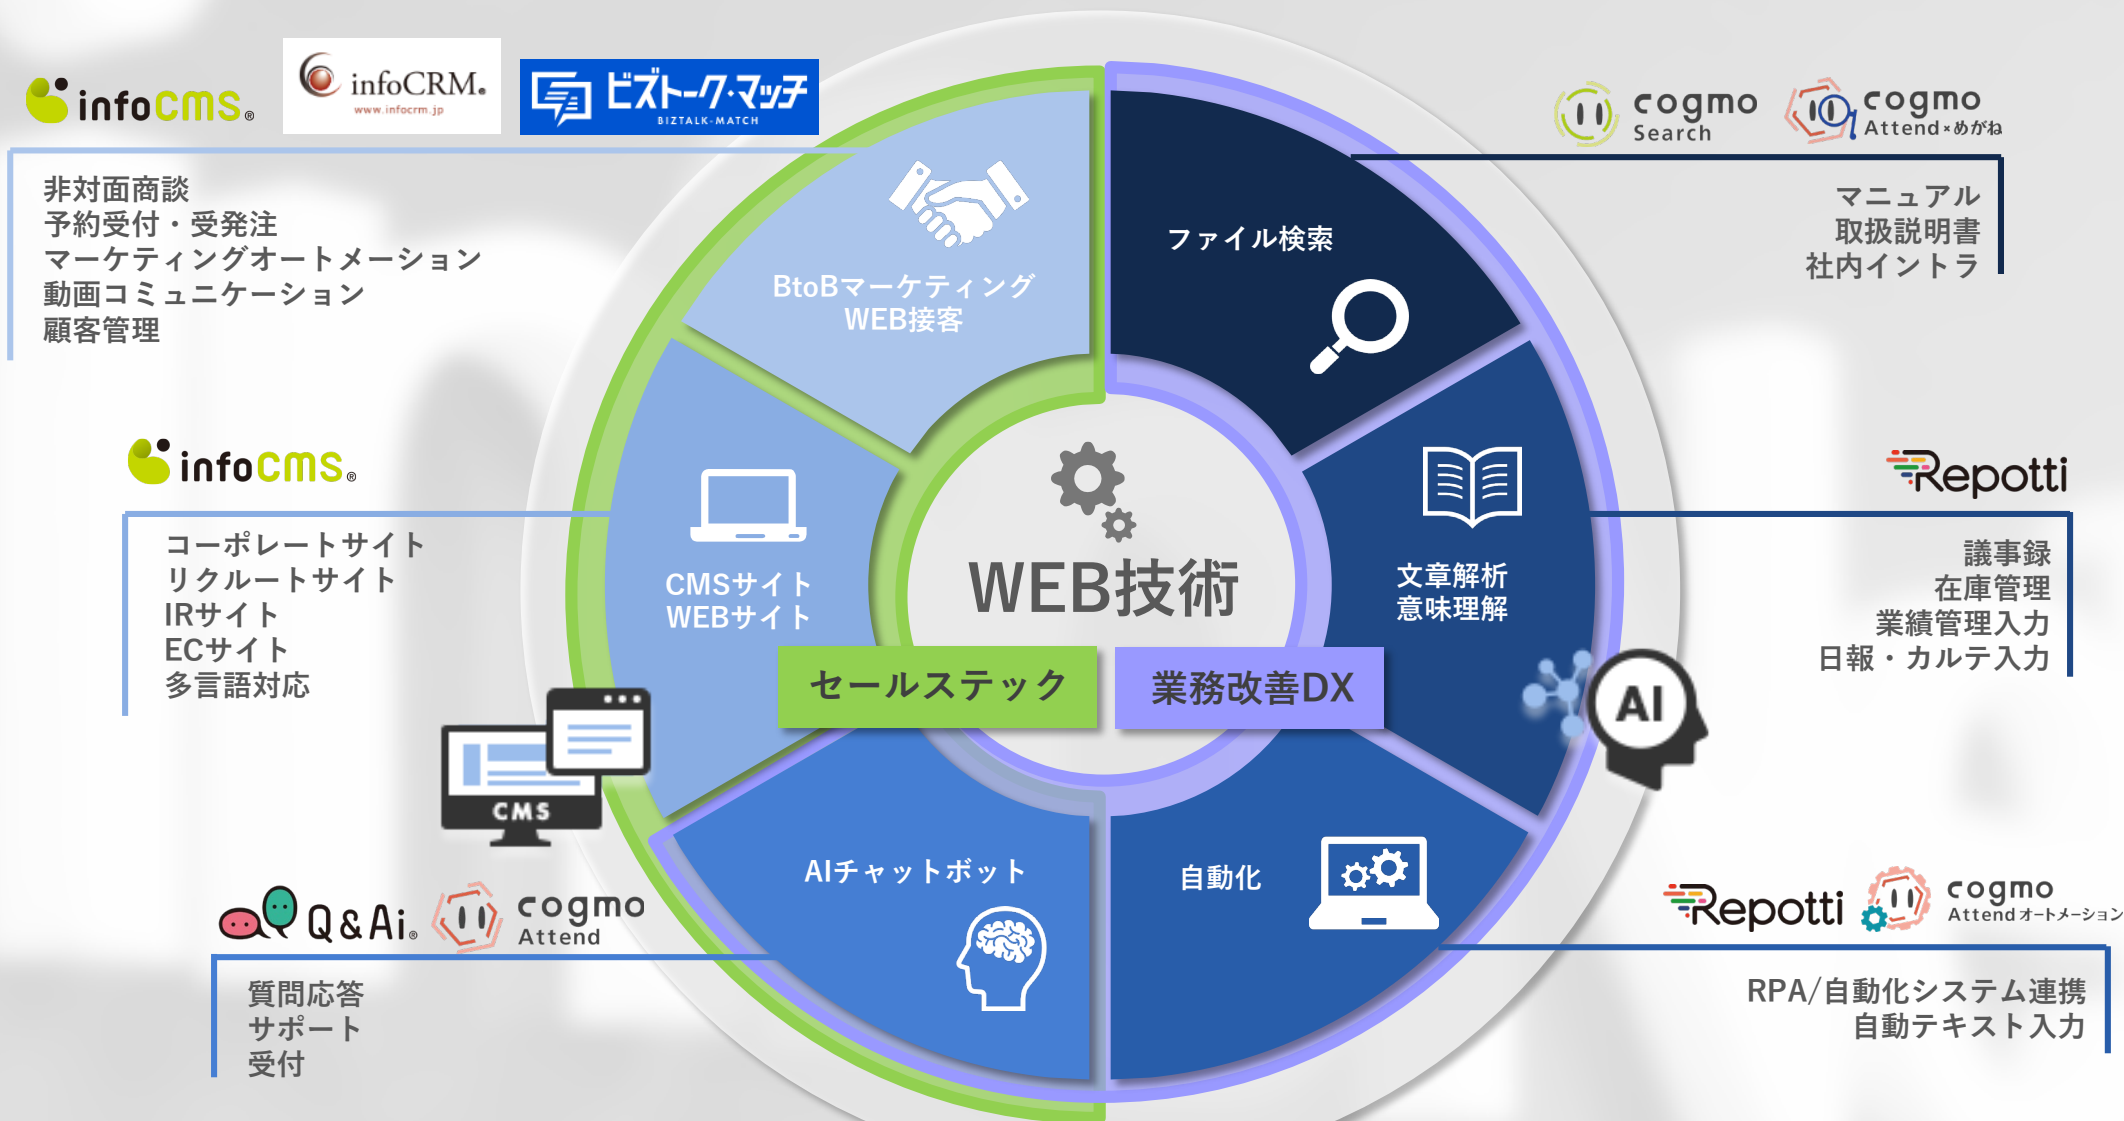 infoCMS®
infoCRM®
www.infocrm.jp
ビズトーク・マッチ
BIZTALK-MATCH
非対面商談
予約受付・受発注
マーケティングオートメーション
動画コミュニケーション
顧客管理
BtoBマーケティング
WEB接客
ファイル検索
cogmo
Search
cogmo
Attend×めがね
マニュアル
取扱説明書
社内イントラ
infoCMS®
コーポレートサイト
リクルートサイト
IRサイト
ECサイト
多言語対応
CMS
CMSサイト
WEBサイト
WEB技術
セールステック
業務改善DX
文章解析
意味理解
Repotti
議事録
在庫管理
業績管理入力
日報・カルテ入力
AI
Q&Ai®
cogmo
Attend
質問応答
サポート
受付
AIチャットボット
自動化
Repotti
cogmo
Attendオートメーション
RPA/自動化システム連携
自動テキスト入力